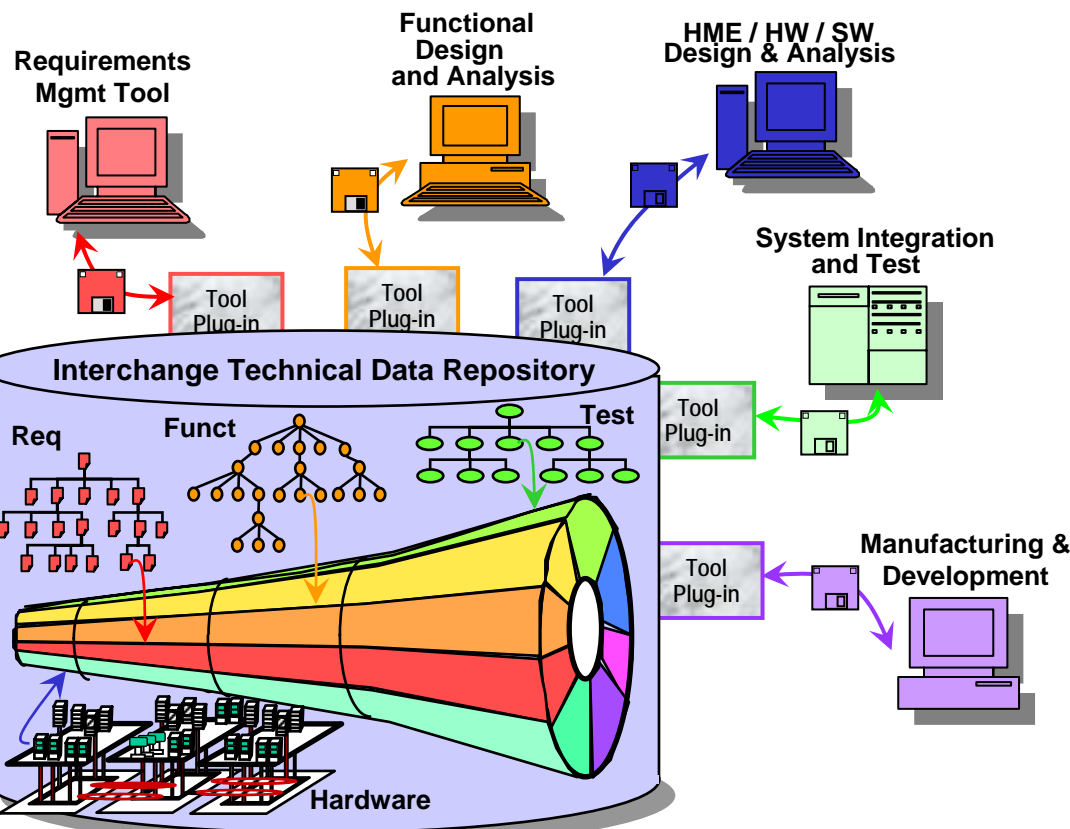 Requirements
Mgmt Tool
Functional
Design
and Analysis
HME / HW / SW
Design & Analysis
System Integration
and Test
Tool
Plug-in
Tool
Plug-in
Tool
Plug-in
Interchange Technical Data Repository
Tool
Plug-in
Req
Funct
Test
Manufacturing &
Development
Tool
Plug-in
Hardware